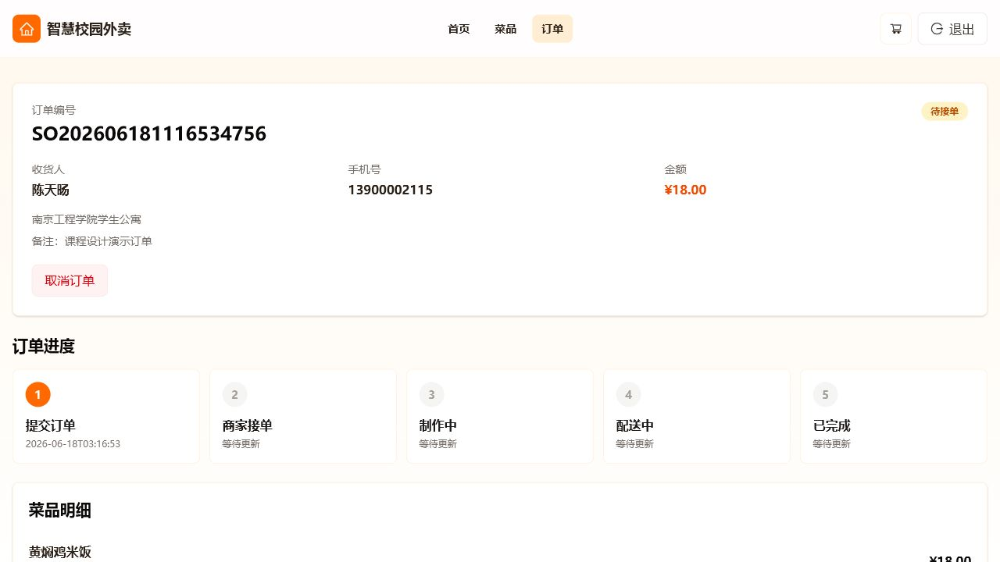 智慧校园外卖
首页 菜品 订单
退出
订单编号
待接单
SO202606181116534756
收货人 手机号 金额
陈天旸 13900002115 ¥18.00
南京工程学院学生公寓
备注：课程设计演示订单
取消订单
订单进度
1 2 3 4 5
提交订单 商家接单 制作中 配送中 已完成
2026-06-18T03:16:53 等待更新 等待更新 等待更新 等待更新
菜品明细
黄焖鸡米饭
¥18.00